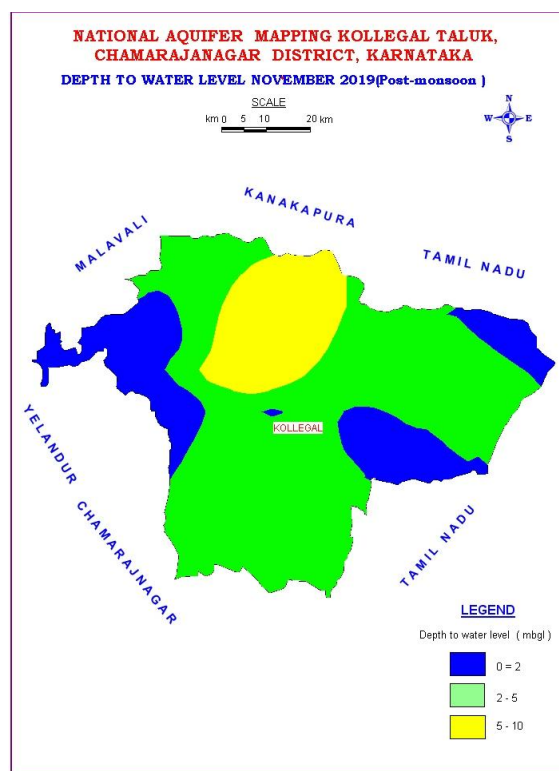 NATIONAL AQUIFER MAPPING KOLLEGAL TALUK,
CHAMARAJANAGAR DISTRICT, KARNATAKA
DEPTH TO WATER LEVEL NOVEMBER 2019(Post-monsoon )
SCALE
km 0 5 10 20 km
N
W E
S
KANAKAPURA
MALAVALI
TAMIL NADU
KOLLEGAL
YELANDUR CHAMARAJNAGAR
TAMIL NADU
LEGEND
Depth to water level ( mbgl )
0 = 2
2 - 5
5 - 10